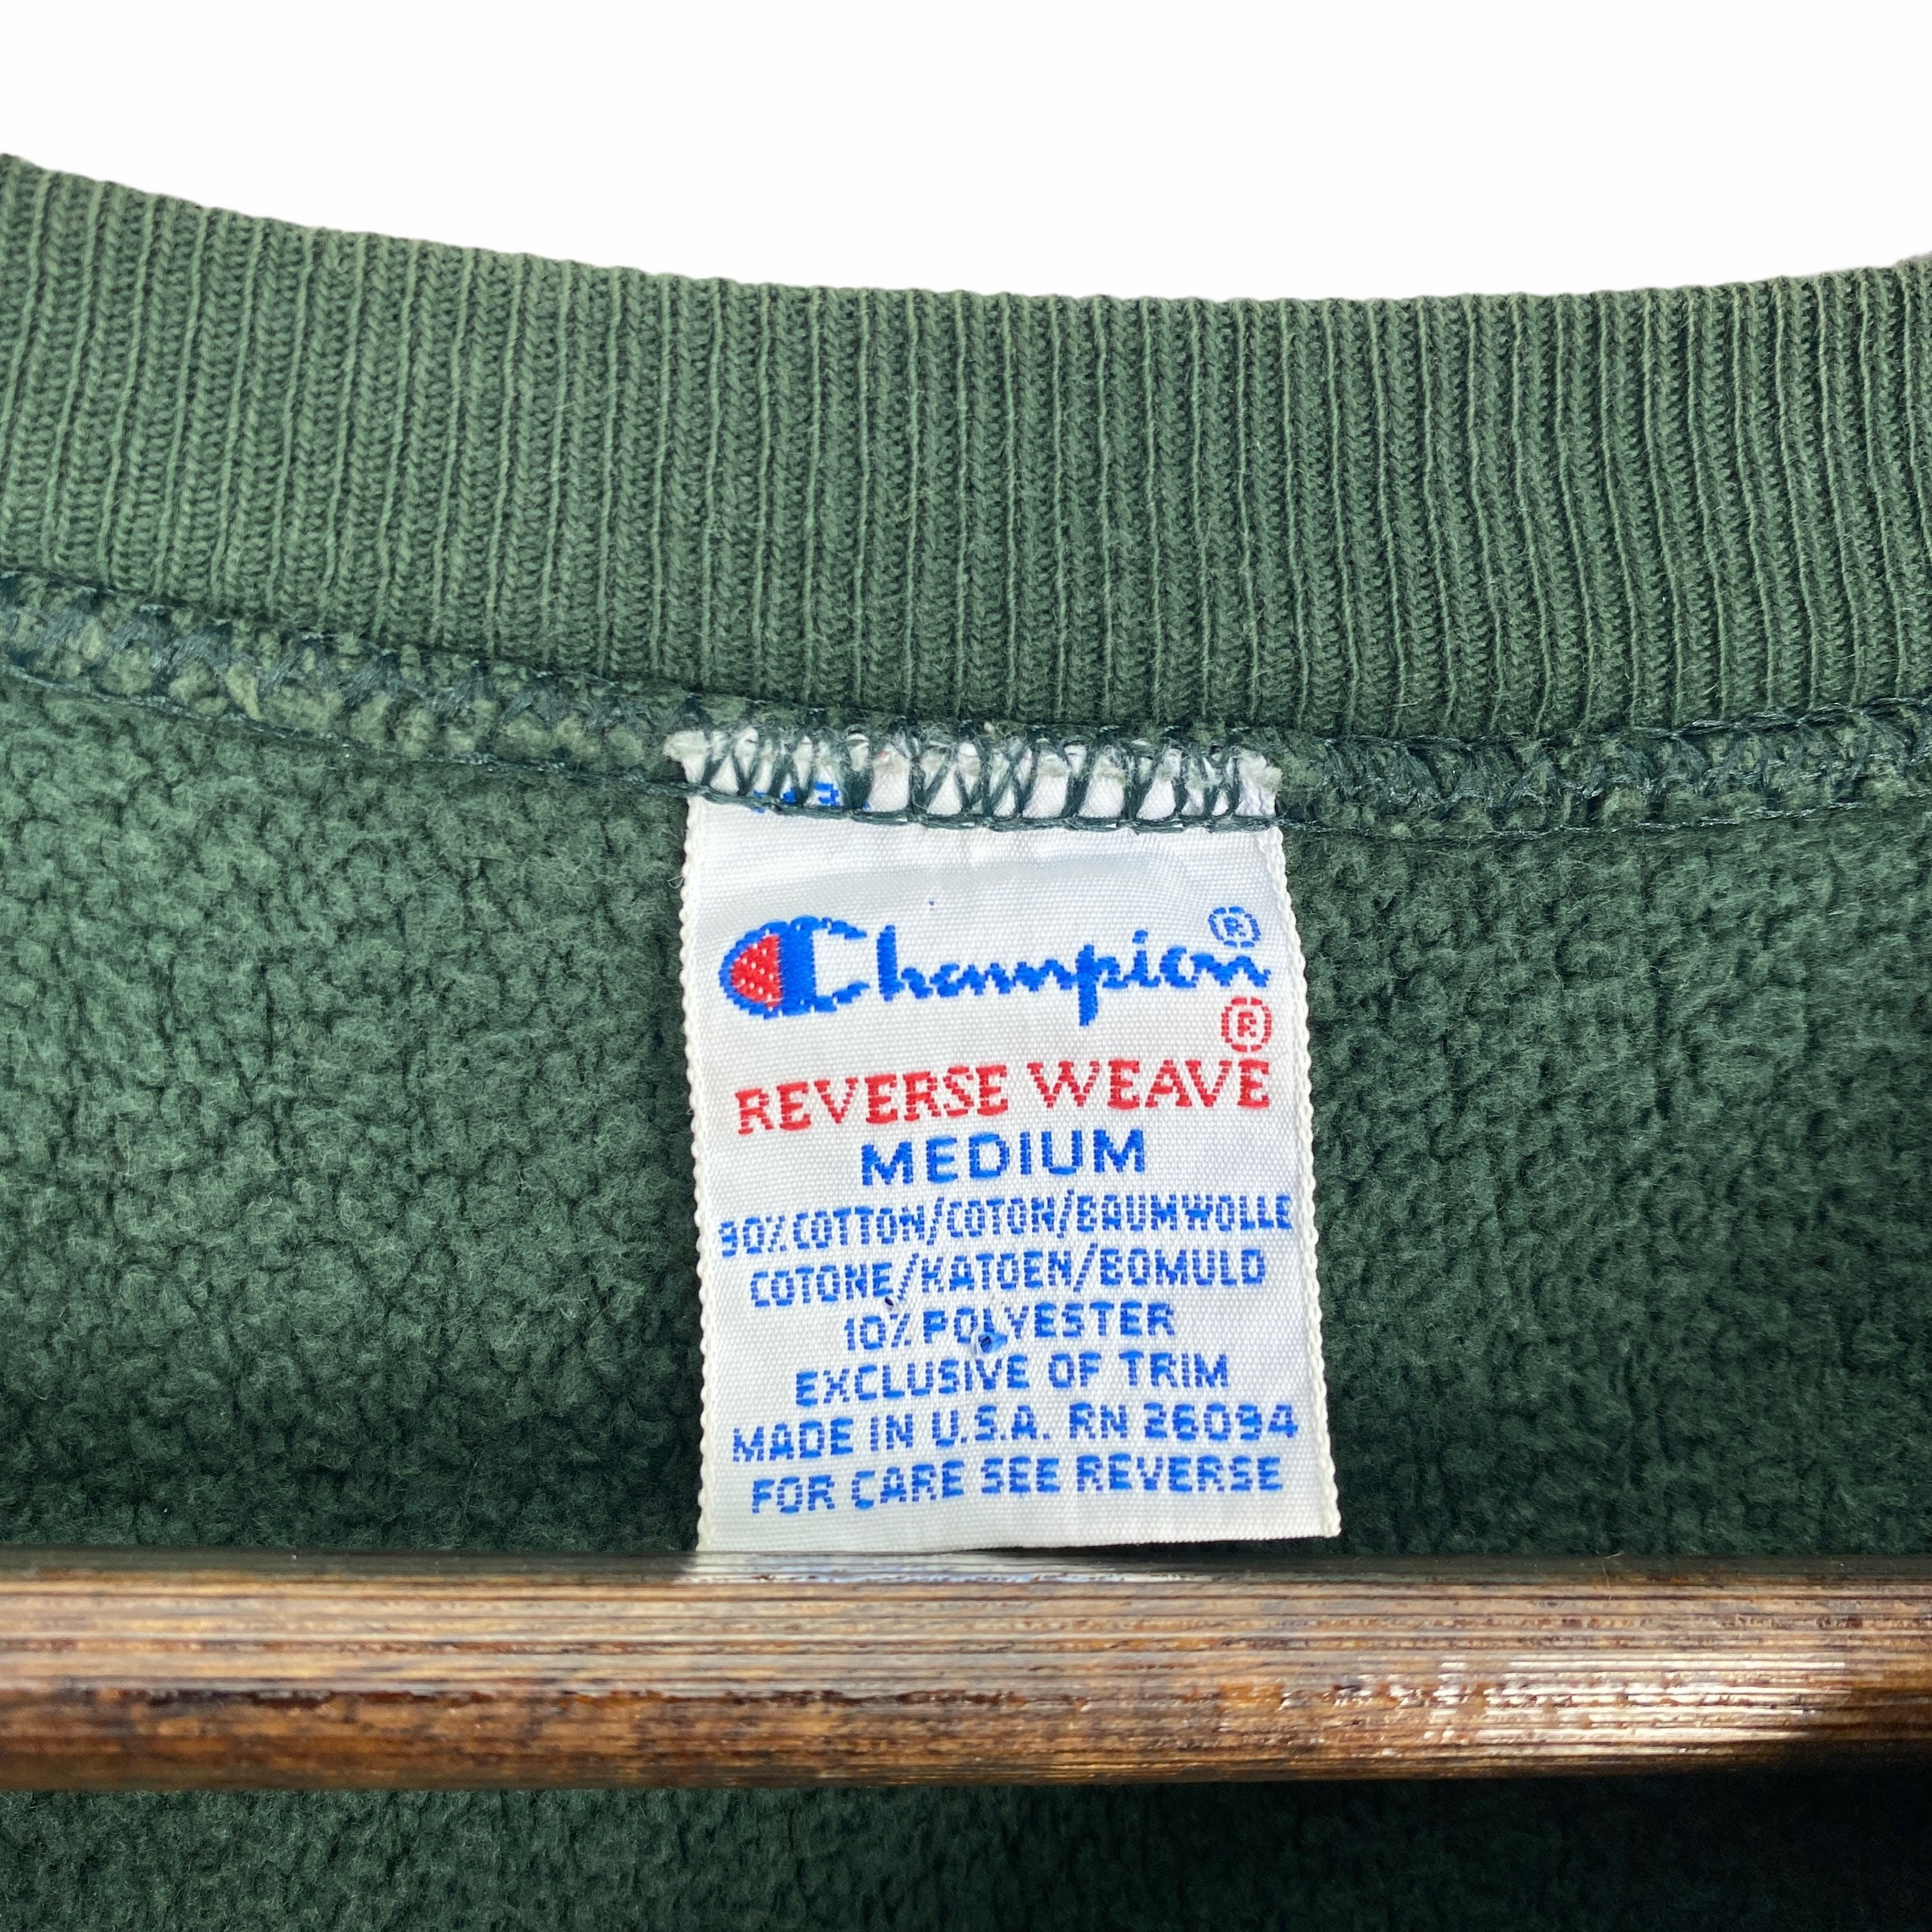 Champion®
®
REVERSE WEAVE
MEDIUM
90% COTTON/COTON/BAUMWOLLE
COTONE/KATOEN/BOMULD
10% POLYESTER
EXCLUSIVE OF TRIM
MADE IN U.S.A. RN 26094
FOR CARE SEE REVERSE